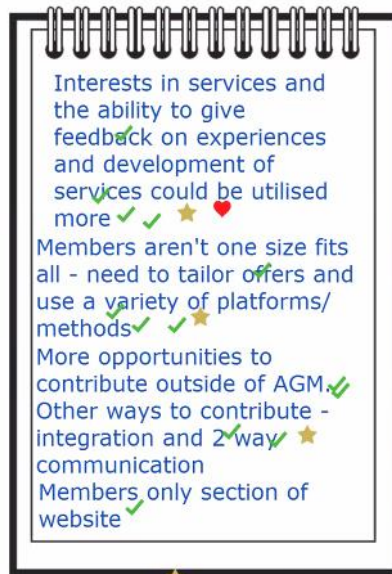 Interests in services and
the ability to give
feedback on experiences
and development of
services could be utilised
more
Members aren't one size fits
all - need to tailor offers and
use a variety of platforms/
methods
More opportunities to
contribute outside of AGM.
Other ways to contribute -
integration and 2 way
communication
Members only section of
website